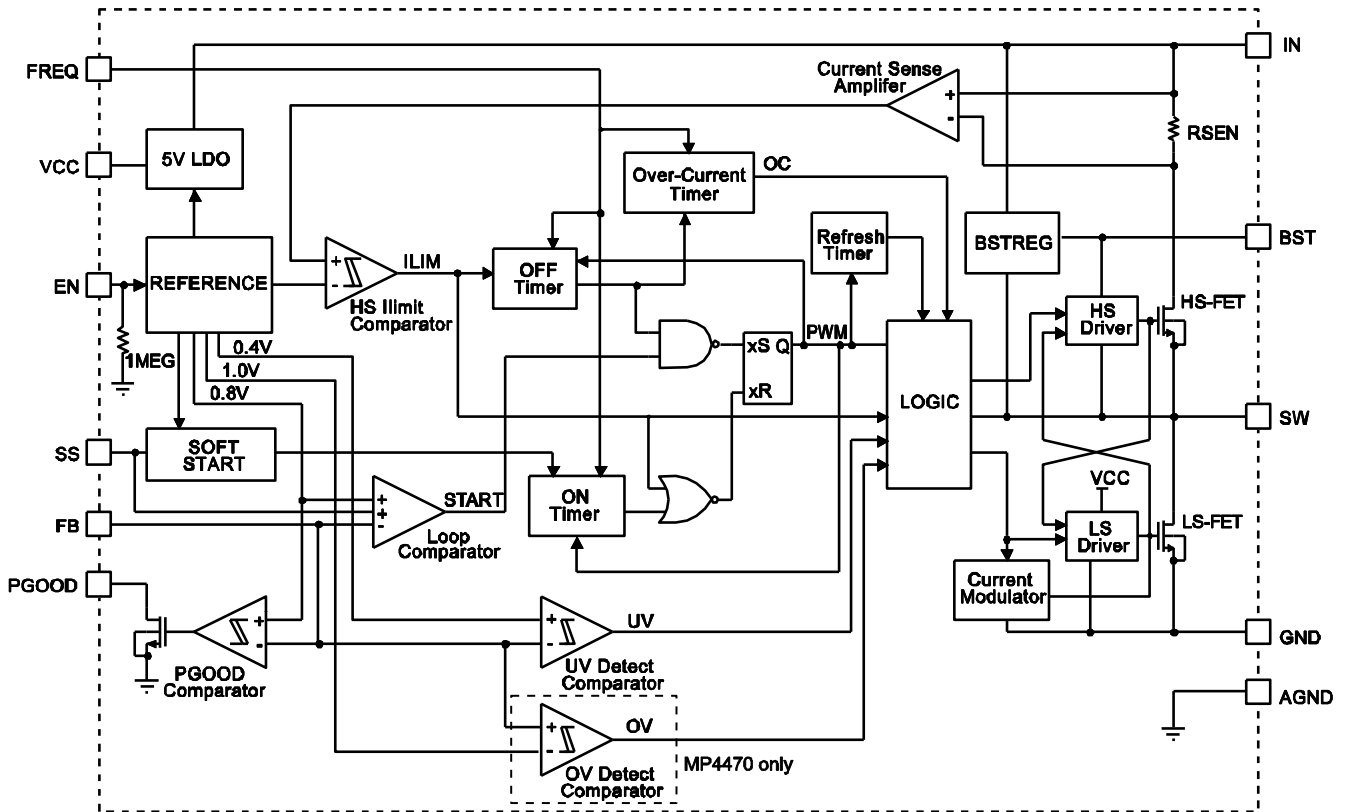 IN
FREQ
Current Sense
Amplifer
+
-
RSEN
VCC
5V LDO
Over-Current
Timer
OC
Refresh
Timer
BSTREG
BST
EN
REFERENCE
+
-
ILIM
HS Ilimit
Comparator
OFF
Timer
HS
Driver
HS-FET
1MEG
0.4V
1.0V
0.8V
xS Q
xR
PWM
LOGIC
SW
SS
SOFT
START
+
+
-
START
Loop
Comparator
ON
Timer
VCC
LS
Driver
LS-FET
FB
PGOOD
Current
Modulator
+
-
PGOOD
Comparator
+
-
UV
UV Detect
Comparator
GND
AGND
+
-
OV
OV Detect
Comparator
MP4470 only